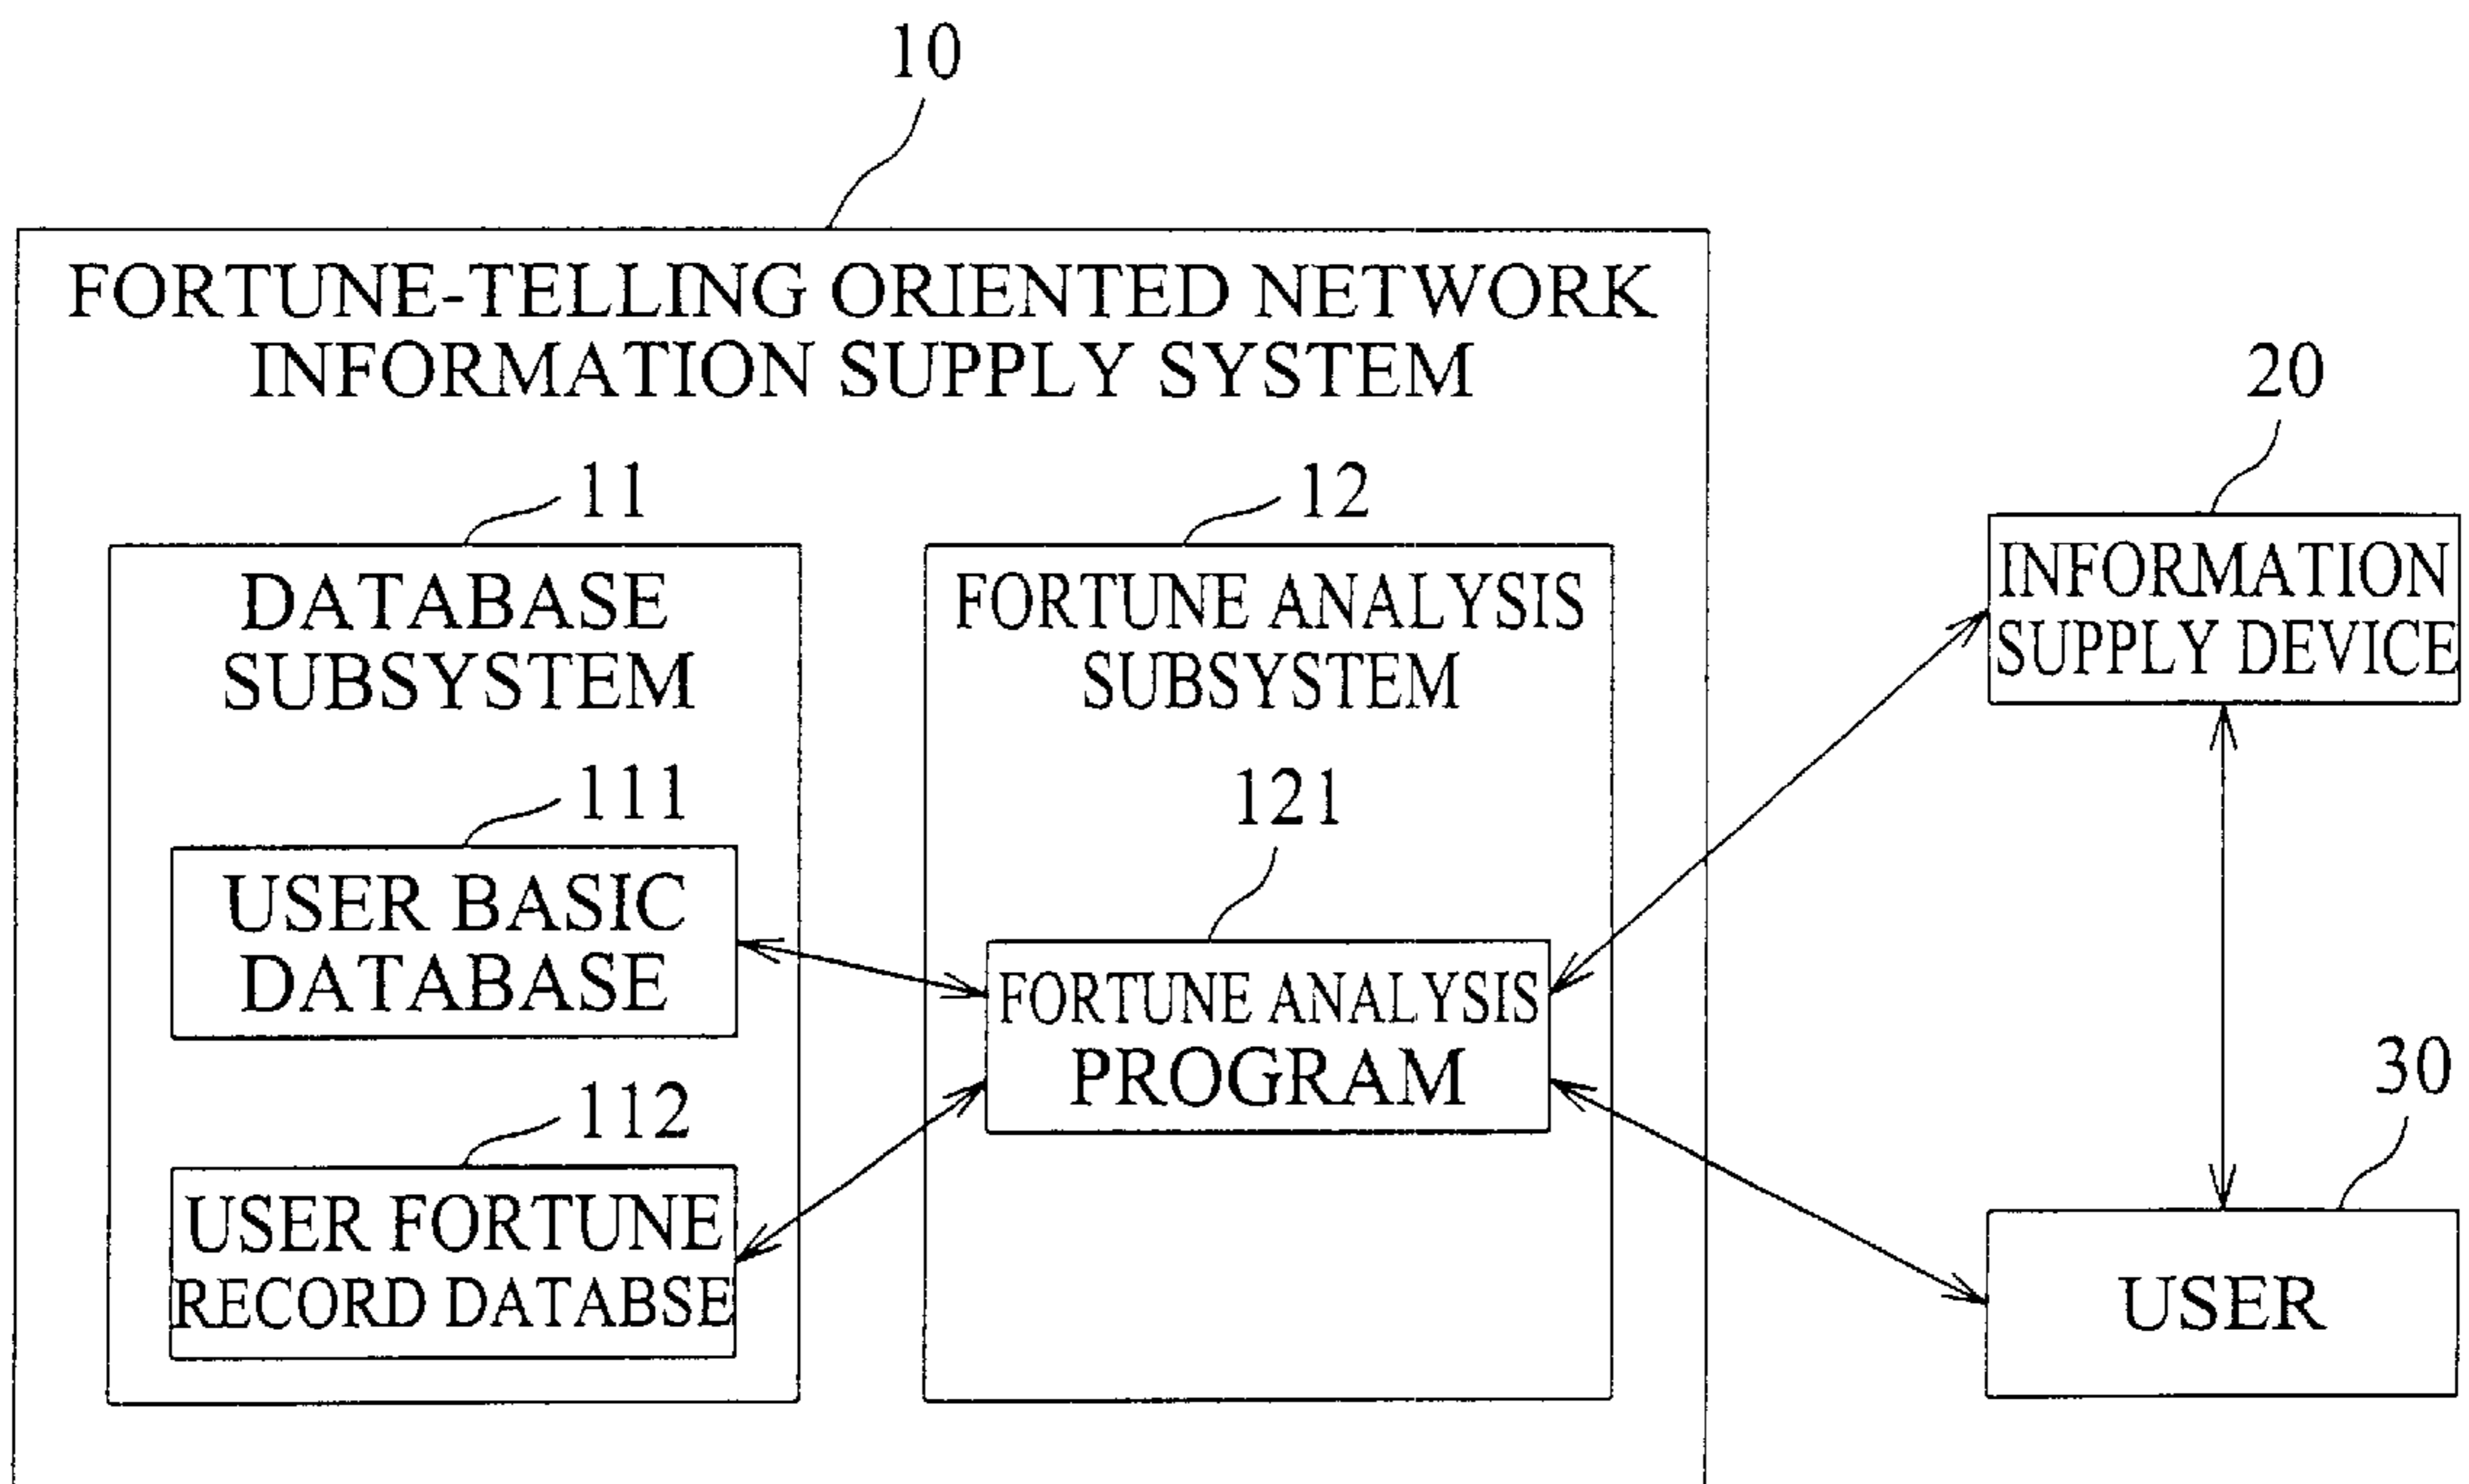 10
FORTUNE-TELLING ORIENTED NETWORK
INFORMATION SUPPLY SYSTEM
11
DATABASE
SUBSYSTEM
111
USER BASIC
DATABASE
112
USER FORTUNE
RECORD DATABSE
12
FORTUNE ANALYSIS
SUBSYSTEM
121
FORTUNE ANALYSIS
PROGRAM
20
INFORMATION
SUPPLY DEVICE
30
USER